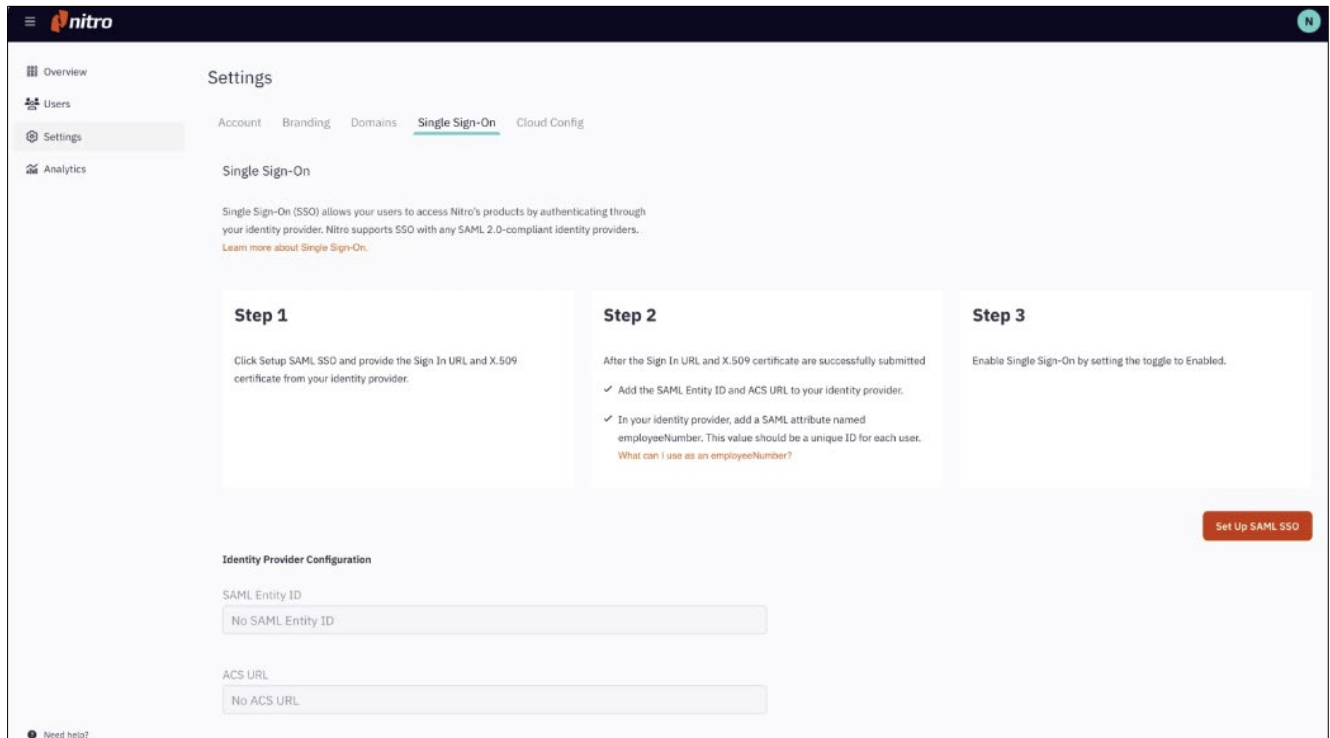 nitro
N
Overview
Users
Settings
Analytics
Settings
Account Branding Domains Single Sign-On Cloud Config
Single Sign-On
Single Sign-On (SSO) allows your users to access Nitro's products by authenticating through
your identity provider. Nitro supports SSO with any SAML 2.0-compliant identity providers.
Learn more about Single Sign-On.
Step 1
Click Setup SAML SSO and provide the Sign In URL and X.509
certificate from your identity provider.
Step 2
After the Sign In URL and X.509 certificate are successfully submitted
✓ Add the SAML Entity ID and ACS URL to your identity provider.
✓ In your identity provider, add a SAML attribute named
employeeNumber. This value should be a unique ID for each user.
What can I use as an employeeNumber?
Step 3
Enable Single Sign-On by setting the toggle to Enabled.
Set Up SAML SSO
Identity Provider Configuration
SAML Entity ID
No SAML Entity ID
ACS URL
No ACS URL
Need help?